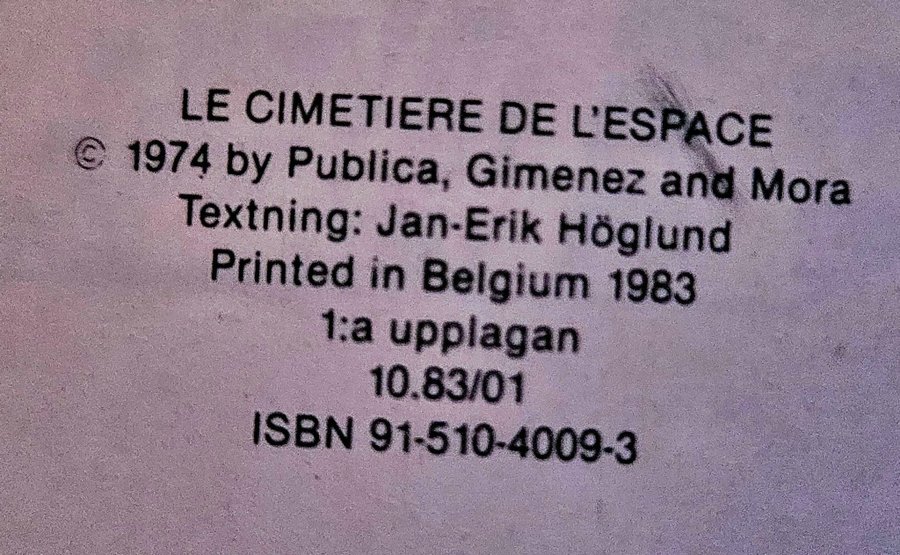 LE CIMETIERE DE L'ESPACE
© 1974 by Publica, Gimenez and Mora
Textning: Jan-Erik Höglund
Printed in Belgium 1983
1:a upplagan
10.83/01
ISBN 91-510-4009-3